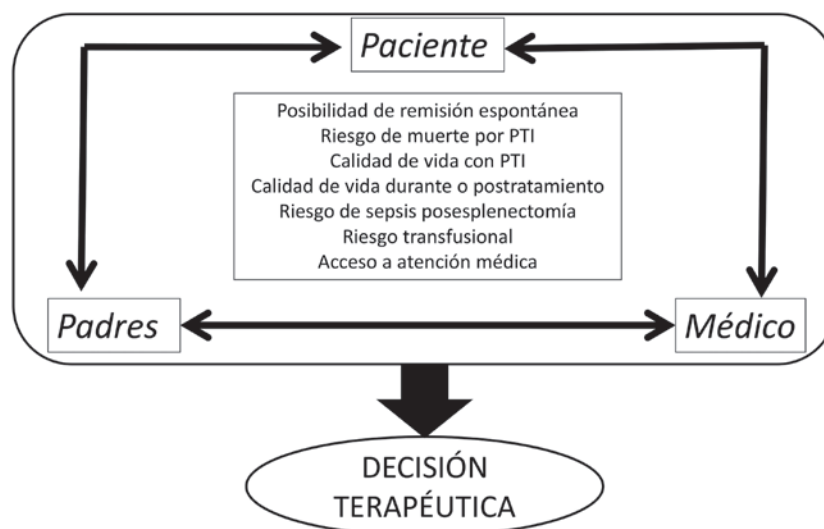 Paciente
Posibilidad de remisión espontánea
Riesgo de muerte por PTI
Calidad de vida con PTI
Calidad de vida durante o postratamiento
Riesgo de sepsis posesplenectomía
Riesgo transfusional
Acceso a atención médica
Padres
Médico
DECISIÓN
TERAPÉUTICA